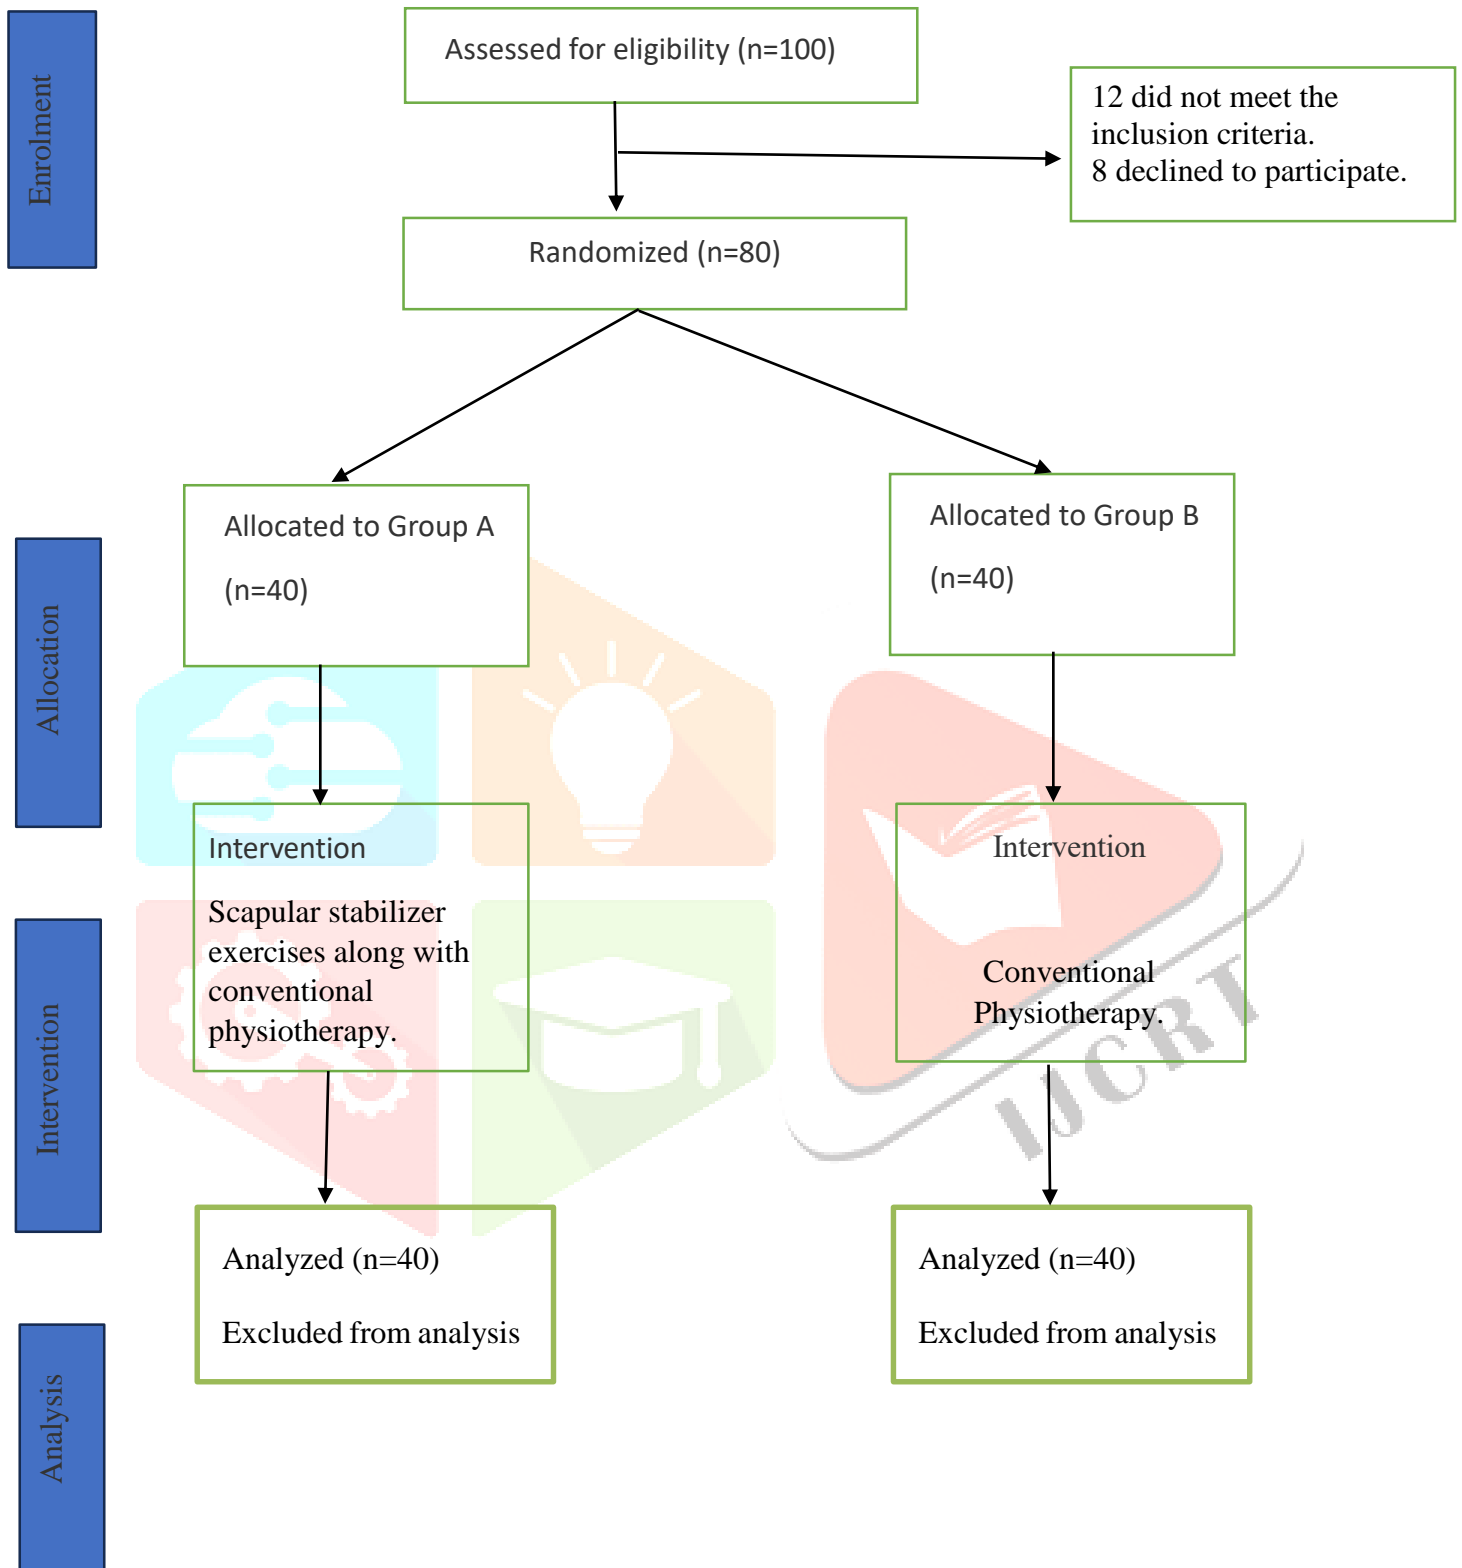 Enrolment
Assessed for eligibility (n=100)
12 did not meet the
inclusion criteria.
8 declined to participate.
Randomized (n=80)
Allocation
Allocated to Group A
(n=40)
Allocated to Group B
(n=40)
Intervention
Intervention
Scapular stabilizer
exercises along with
conventional
physiotherapy.
Intervention
Conventional
Physiotherapy.
IJCRT
Analysis
Analyzed (n=40)
Excluded from analysis
Analyzed (n=40)
Excluded from analysis